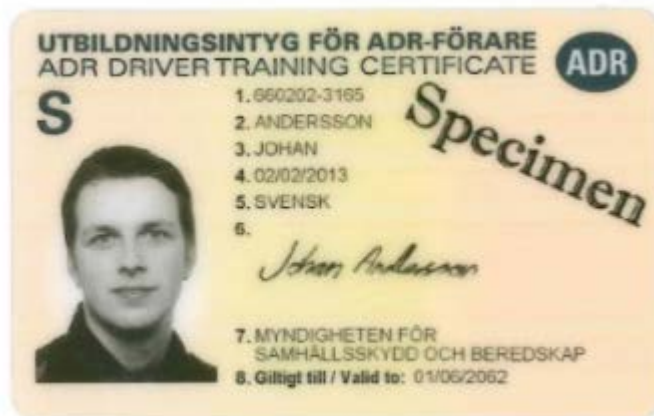 UTBILDNINGSINTYG FÖR ADR-FÖRARE
ADR DRIVER TRAINING CERTIFICATE
ADR
S
1. 660202-3165
2. ANDERSSON
3. JOHAN
4. 02/02/2013
5. SVENSK
6.
Johan Andersson
7. MYNDIGHETEN FÖR
SAMHÄLLSSKYDD OCH BEREDSKAP
8. Giltigt till / Valid to: 01/06/2062
Specimen